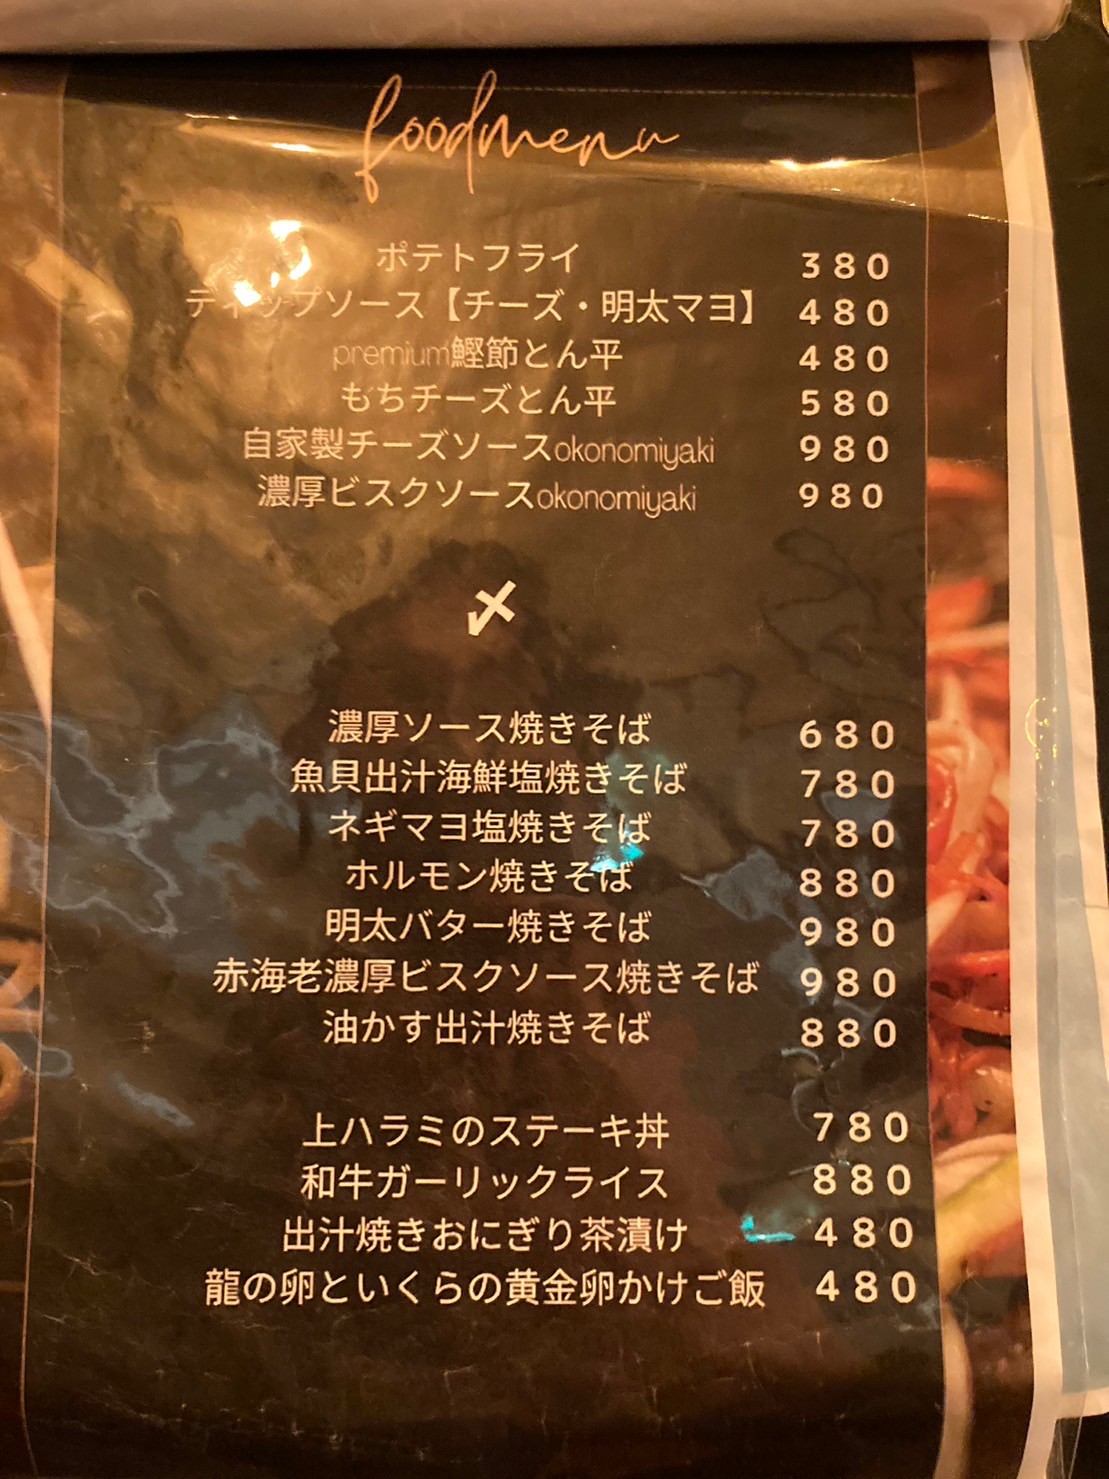 foodmenu
ポテトフライ 380
ディップソース【チーズ・明太マヨ】 480
premium鰹節とん平 480
もちチーズとん平 580
自家製チーズソースokonomiyaki 980
濃厚ビスクソースokonomiyaki 980
〆
濃厚ソース焼きそば 680
魚貝出汁海鮮塩焼きそば 780
ネギマヨ塩焼きそば 780
ホルモン焼きそば 880
明太バター焼きそば 980
赤海老濃厚ビスクソース焼きそば 980
油かす出汁焼きそば 880
上ハラミのステーキ丼 780
和牛ガーリックライス 880
出汁焼きおにぎり茶漬け 480
龍の卵といくらの黄金卵かけご飯 480